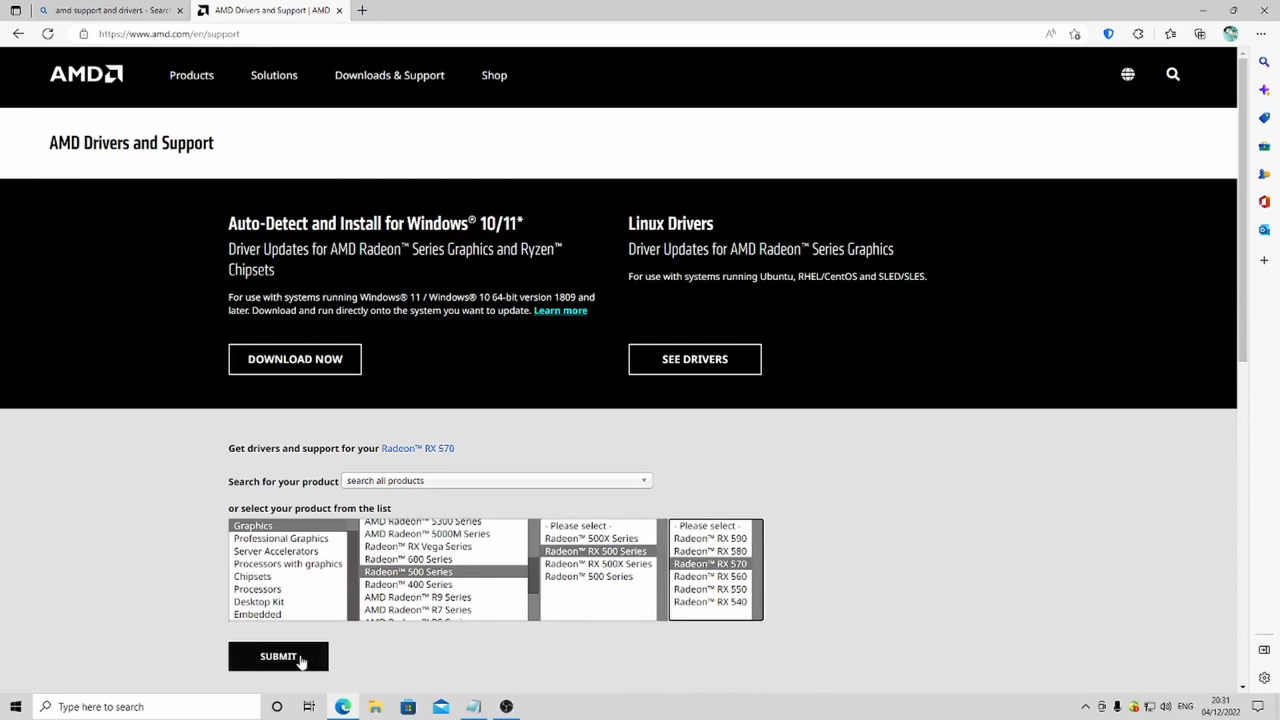 amd support and drivers - Searc
AMD Drivers and Support | AMD
https://www.amd.com/en/support
AMD
Products
Solutions
Downloads & Support
Shop
AMD Drivers and Support
Auto-Detect and Install for Windows® 10/11*
Driver Updates for AMD Radeon™ Series Graphics and Ryzen™
Chipsets
For use with systems running Windows® 11 / Windows® 10 64-bit version 1809 and
later. Download and run directly onto the system you want to update. Learn more
DOWNLOAD NOW
Linux Drivers
Driver Updates for AMD Radeon™ Series Graphics
For use with systems running Ubuntu, RHEL/CentOS and SLED/SLES.
SEE DRIVERS
Get drivers and support for your Radeon™ RX 570
Search for your product search all products
or select your product from the list
Graphics
Professional Graphics
Server Accelerators
Processors with graphics
Chipsets
Processors
Desktop Kit
Embedded
AMD Radeon™ 5300 Series
AMD Radeon™ 5000M Series
Radeon™ RX Vega Series
Radeon™ 600 Series
Radeon™ 500 Series
Radeon™ 400 Series
AMD Radeon™ R9 Series
AMD Radeon™ R7 Series
- Please select -
Radeon™ 500X Series
Radeon™ RX 500 Series
Radeon™ RX 500X Series
Radeon™ 500 Series
- Please select -
Radeon™ RX 590
Radeon™ RX 580
Radeon™ RX 570
Radeon™ RX 560
Radeon™ RX 550
Radeon™ RX 540
SUBMIT
Type here to search
ENG
20:31
04/12/2022